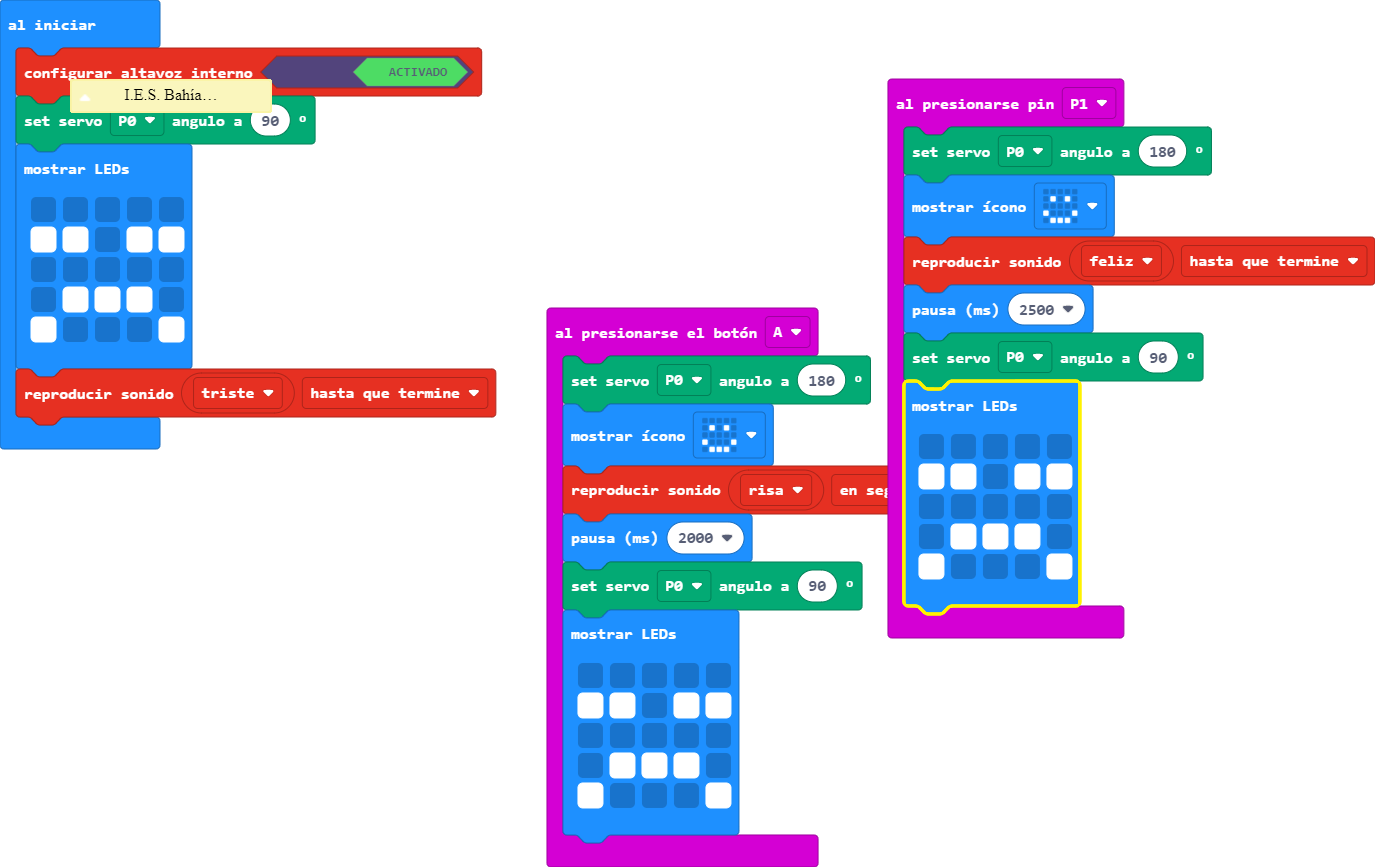 al iniciar
configurar altavoz interno ACTIVADO
I.E.S. Bahía…
set servo P0 angulo a 90 °
mostrar LEDs
reproducir sonido triste hasta que termine
al presionarse el botón A
set servo P0 angulo a 180 °
mostrar ícono
reproducir sonido risa en
pausa (ms) 2000
set servo P0 angulo a 90 °
mostrar LEDs
al presionarse pin P1
set servo P0 angulo a 180 °
mostrar ícono
reproducir sonido feliz hasta que termine
pausa (ms) 2500
set servo P0 angulo a 90 °
mostrar LEDs